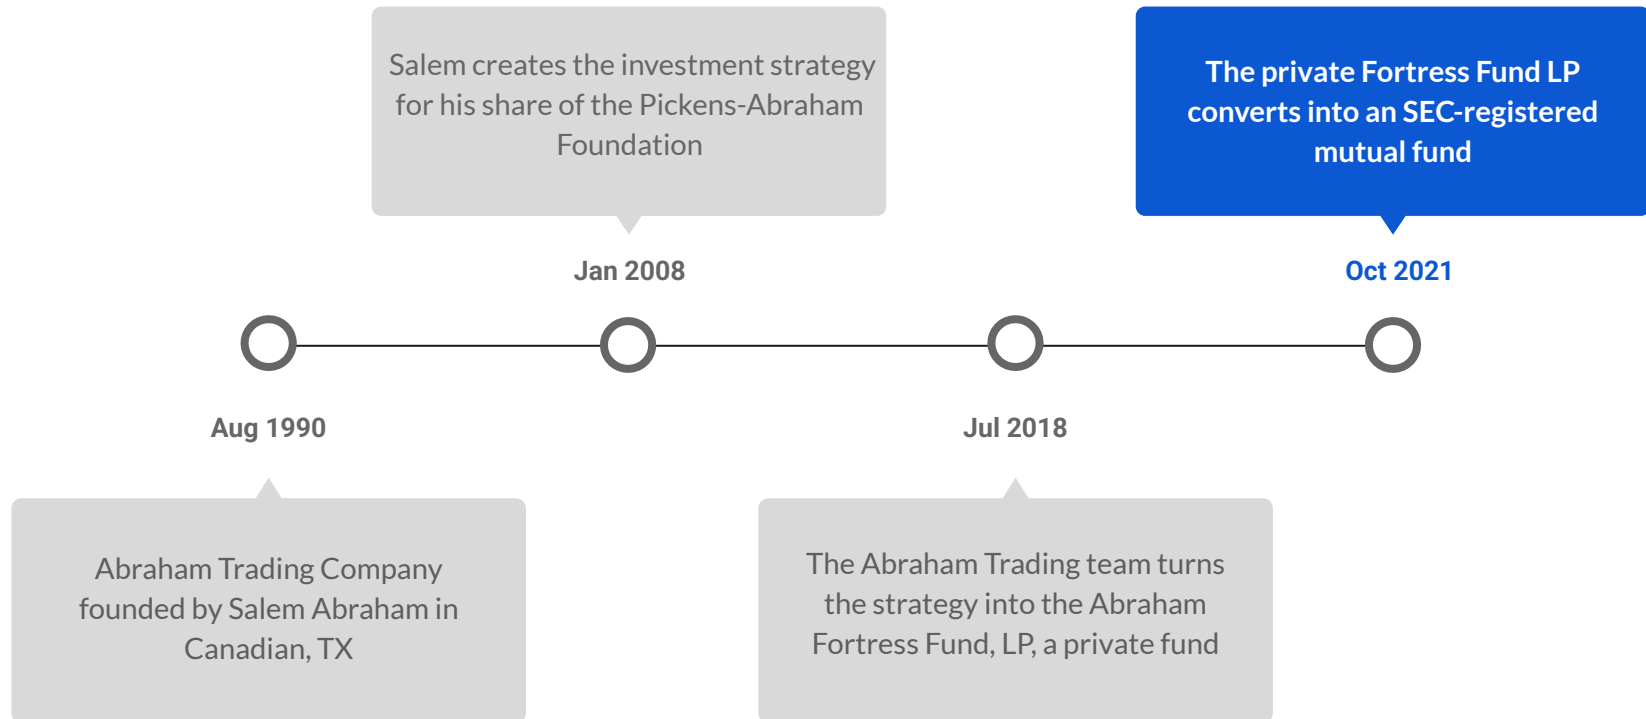 Salem creates the investment strategy
for his share of the Pickens-Abraham
Foundation
The private Fortress Fund LP
converts into an SEC-registered
mutual fund
Jan 2008
Oct 2021
Aug 1990
Jul 2018
Abraham Trading Company
founded by Salem Abraham in
Canadian, TX
The Abraham Trading team turns
the strategy into the Abraham
Fortress Fund, LP, a private fund